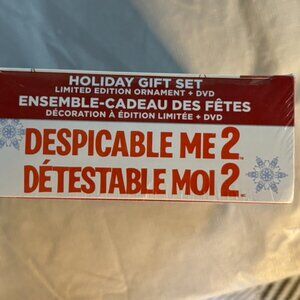 HOLIDAY GIFT SET
LIMITED EDITION ORNAMENT + DVD
ENSEMBLE-CADEAU DES FÊTES
DÉCORATION À ÉDITION LIMITÉE + DVD
DESPICABLE ME 2
DÉTESTABLE MOI 2